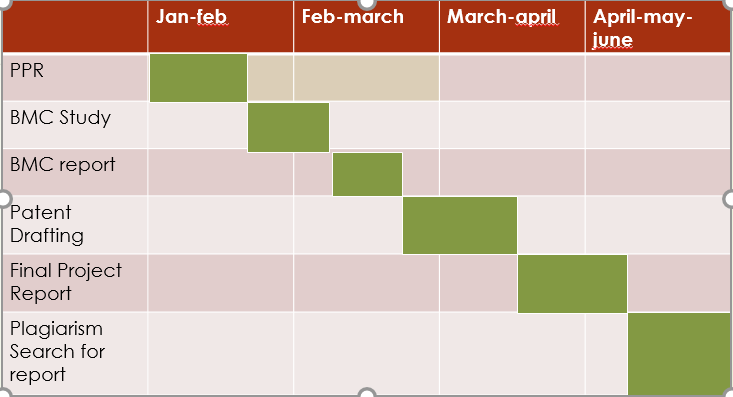 Jan-feb
Feb-march
March-april
April-may-
june
PPR
BMC Study
BMC report
Patent
Drafting
Final Project
Report
Plagiarism
Search for
report